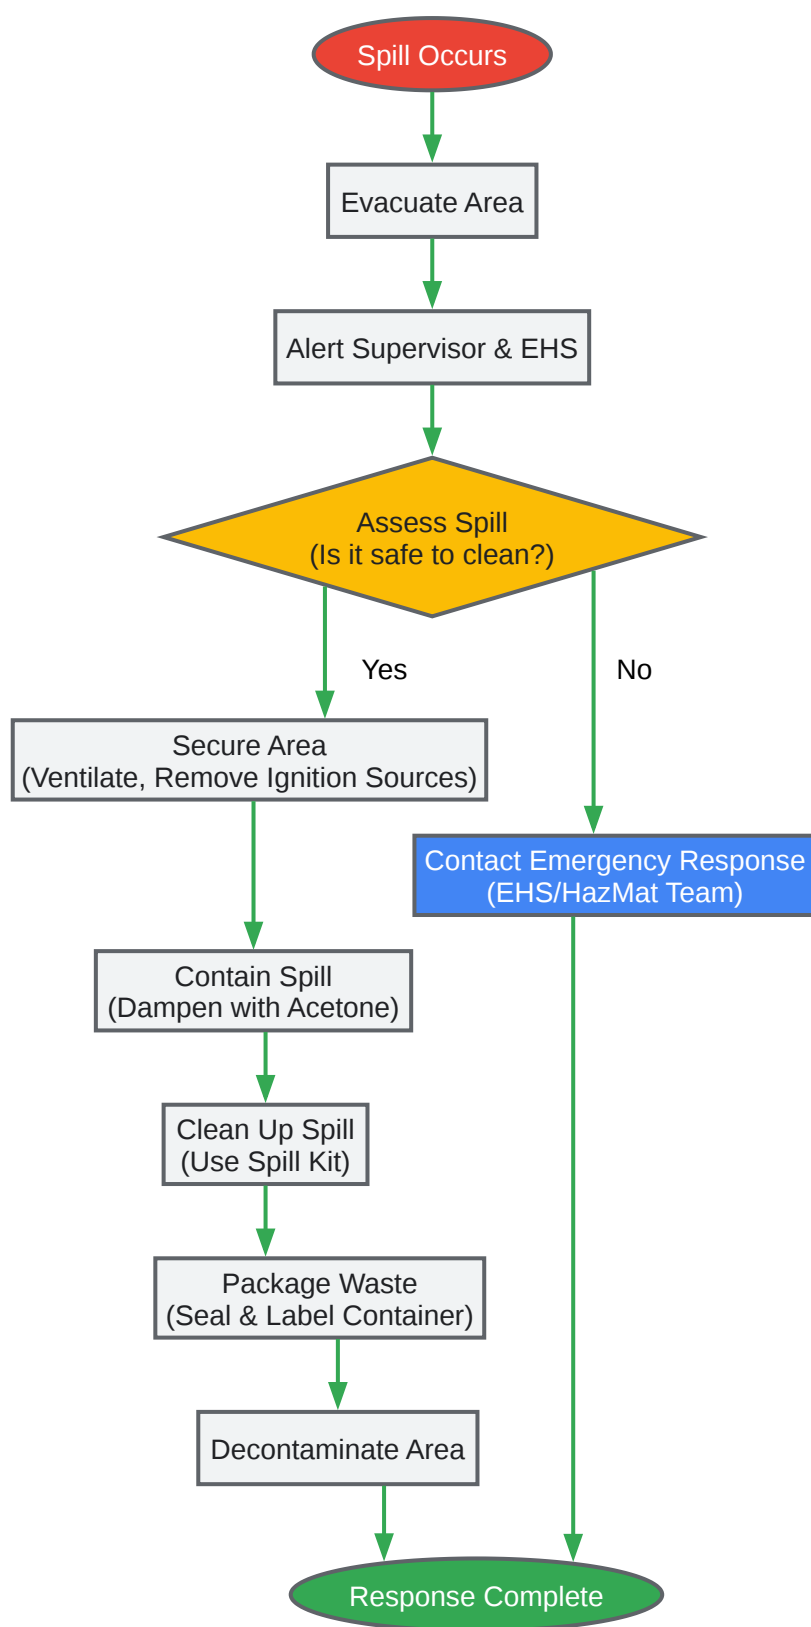 Spill Occurs
Evacuate Area
Alert Supervisor & EHS
Assess Spill
(Is it safe to clean?)
Yes
No
Secure Area
(Ventilate, Remove Ignition Sources)
Contact Emergency Response
(EHS/HazMat Team)
Contain Spill
(Dampen with Acetone)
Clean Up Spill
(Use Spill Kit)
Package Waste
(Seal & Label Container)
Decontaminate Area
Response Complete